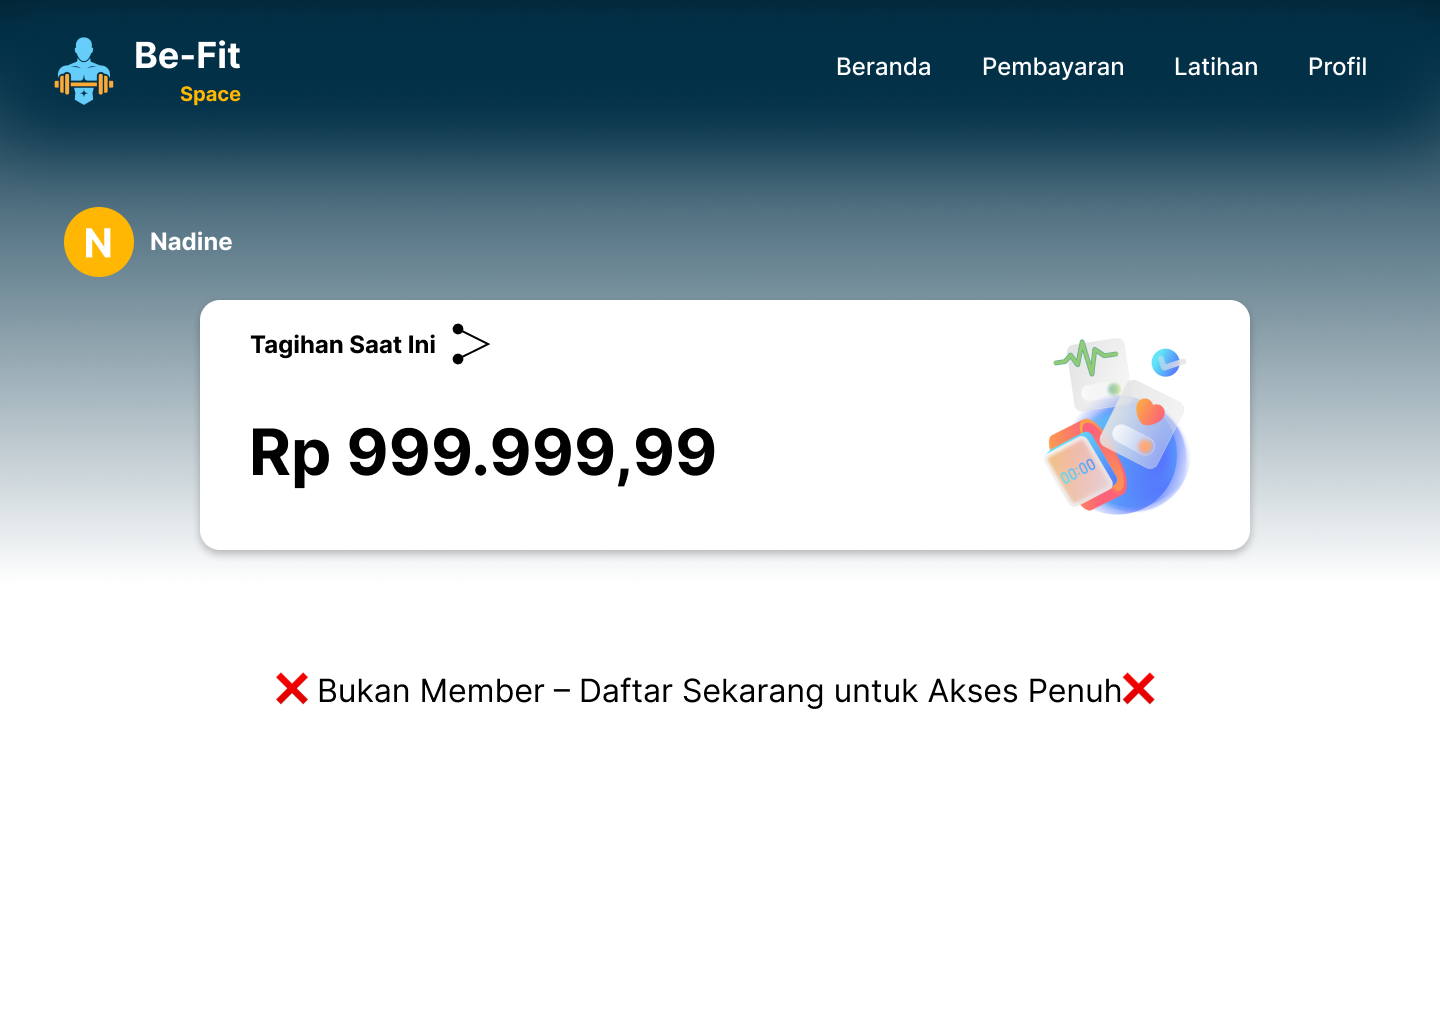 Be-Fit
Space
Beranda Pembayaran Latihan Profil
N Nadine
Tagihan Saat Ini
Rp 999.999,99
00:00
❌ Bukan Member – Daftar Sekarang untuk Akses Penuh❌